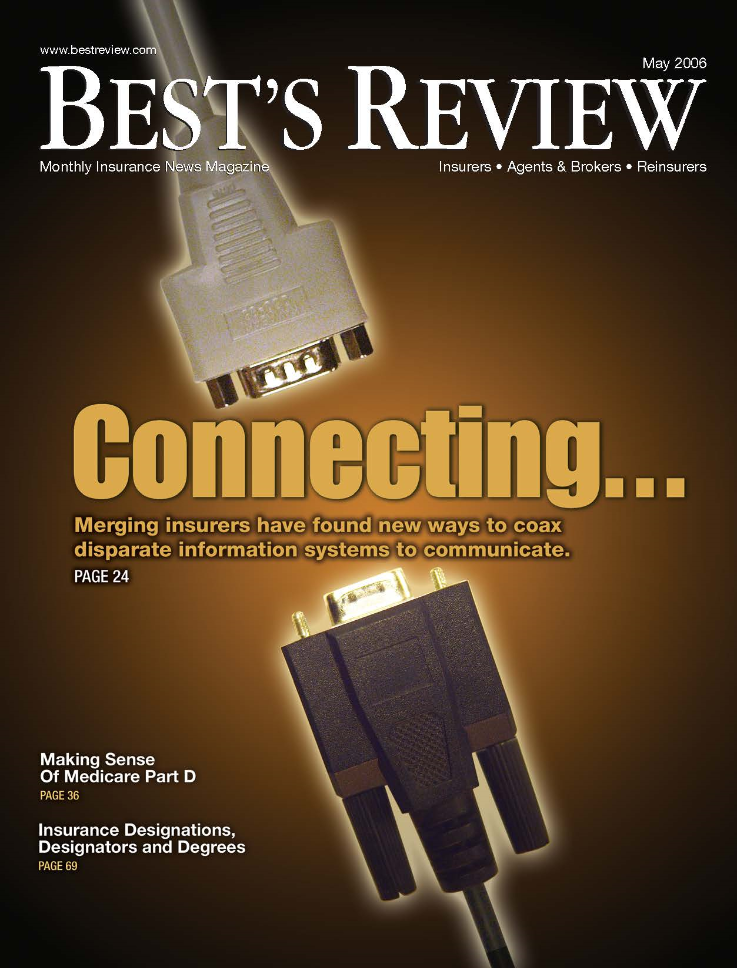 www.bestreview.com
May 2006
BEST'S REVIEW
Monthly Insurance News Magazine
Insurers • Agents & Brokers • Reinsurers
Connecting...
Merging insurers have found new ways to coax
disparate information systems to communicate.
PAGE 24
Making Sense
Of Medicare Part D
PAGE 36
Insurance Designations,
Designators and Degrees
PAGE 69